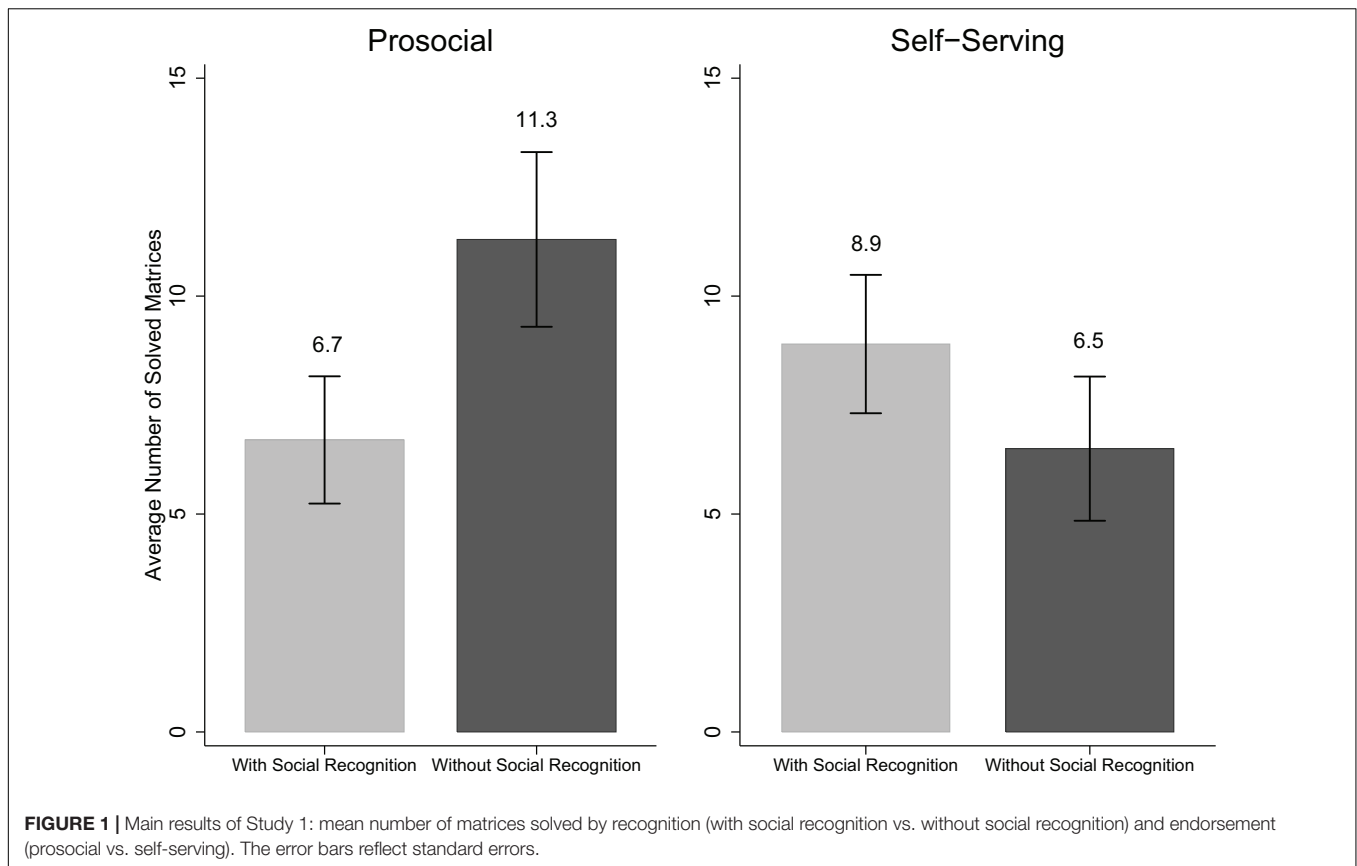 Prosocial
Self−Serving
Average Number of Solved Matrices
15
10
5
0
6.7
11.3
With Social Recognition
Without Social Recognition
15
10
5
0
8.9
6.5
With Social Recognition
Without Social Recognition
FIGURE 1 | Main results of Study 1: mean number of matrices solved by recognition (with social recognition vs. without social recognition) and endorsement
(prosocial vs. self-serving). The error bars reflect standard errors.